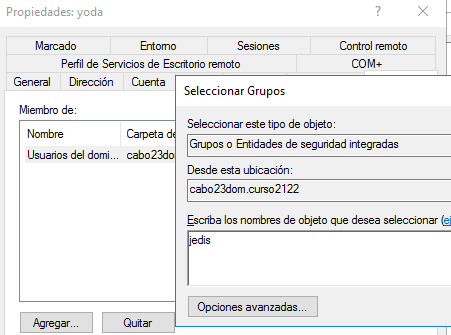 Propiedades: yoda
?
Marcado Entorno Sesiones Control remoto
Perfil de Servicios de Escritorio remoto COM+
General Dirección Cuenta
Seleccionar Grupos
Miembro de:
Seleccionar este tipo de objeto:
Nombre Carpeta de
Grupos o Entidades de seguridad integradas
Usuarios del domi... cabo23dom
Desde esta ubicación:
cabo23dom.curso2122
Escriba los nombres de objeto que desea seleccionar (ej
jedis
Opciones avanzadas...
Agregar... Quitar